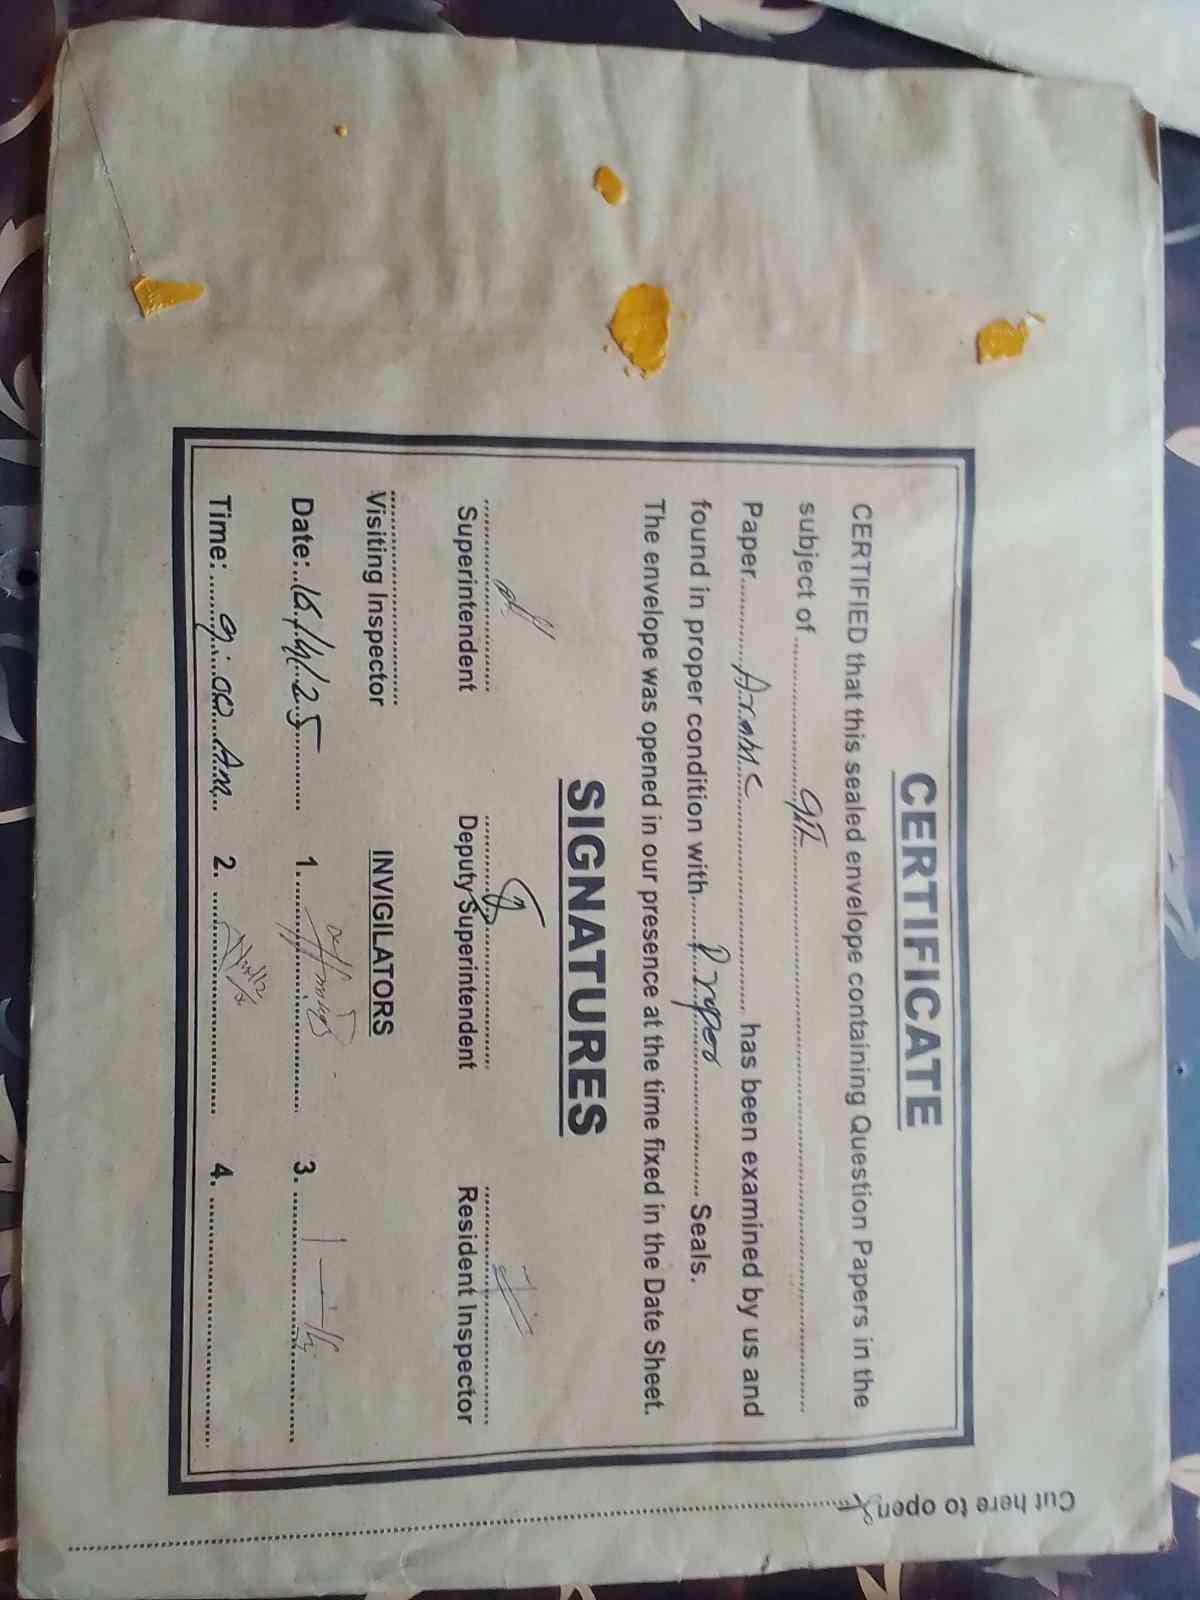 CERTIFICATE
CERTIFIED that this sealed envelope containing Question Papers in the
subject of ........................ 9th ........................
Paper............ Arabic ........................ has been examined by us and
found in proper condition with...... Proper ............... Seals.
The envelope was opened in our presence at the time fixed in the Date Sheet.
SIGNATURES
Superintendent Deputy Superintendent Resident Inspector
Visiting Inspector INVIGILATORS
Date: 16/4/25 1. 3.
Time: 9:00 Am 2. 4.
Cut here to open